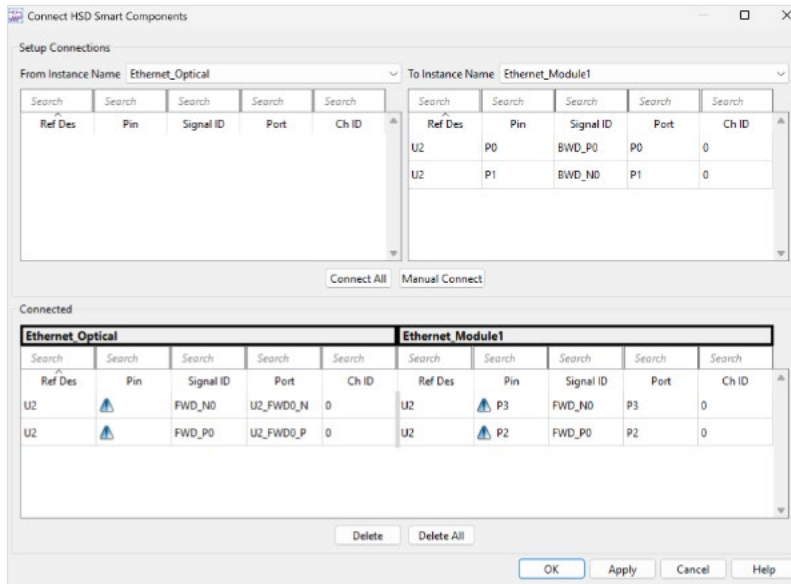 Connect HSD Smart Components
Setup Connections
From Instance Name Ethernet_Optical To Instance Name Ethernet_Module1
Search Search Search Search Search Search Search Search Search Search
Ref Des Pin Signal ID Port Ch ID Ref Des Pin Signal ID Port Ch ID
U2 P0 BWD_P0 P0 0
U2 P1 BWD_N0 P1 0
Connect All Manual Connect
Connected
Ethernet_Optical Ethernet_Module1
Search Search Search Search Search Search Search Search Search Search
Ref Des Pin Signal ID Port Ch ID Ref Des Pin Signal ID Port Ch ID
U2 FWD_N0 U2_FWD0_N 0 U2 P3 FWD_N0 P3 0
U2 FWD_P0 U2_FWD0_P 0 U2 P2 FWD_P0 P2 0
Delete Delete All
OK Apply Cancel Help